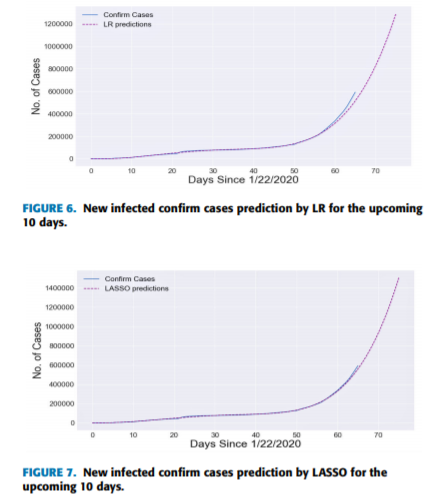 Confirm Cases
LR predictions
1200000
1000000
800000
600000
400000
200000
0
0 10 20 30 40 50 60 70
No. of Cases
Days Since 1/22/2020
FIGURE 6. New infected confirm cases prediction by LR for the upcoming
10 days.
Confirm Cases
LASSO predictions
1400000
1200000
1000000
800000
600000
400000
200000
0
0 10 20 30 40 50 60 70
No. of Cases
Days Since 1/22/2020
FIGURE 7. New infected confirm cases prediction by LASSO for the
upcoming 10 days.